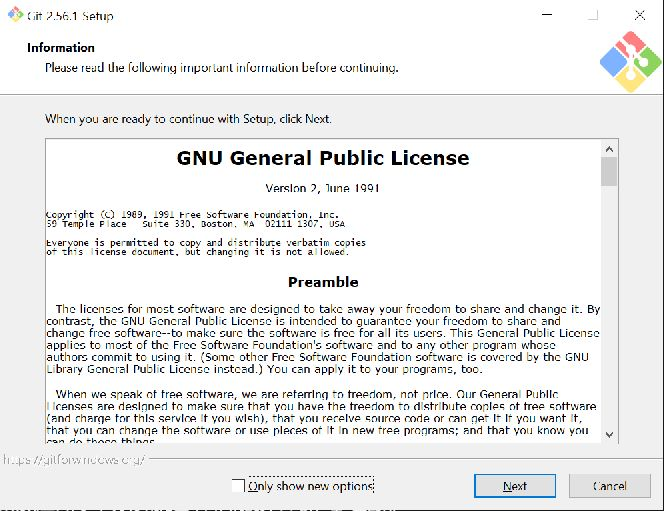 Git 2.56.1 Setup
Information
Please read the following important information before continuing.
When you are ready to continue with Setup, click Next.
GNU General Public License
Version 2, June 1991
Copyright (C) 1989, 1991 Free Software Foundation, Inc.
59 Temple Place - Suite 330, Boston, MA  02111-1307, USA
Everyone is permitted to copy and distribute verbatim copies
of this license document, but changing it is not allowed.
Preamble
The licenses for most software are designed to take away your freedom to share and change it. By
contrast, the GNU General Public License is intended to guarantee your freedom to share and
change free software--to make sure the software is free for all its users. This General Public License
applies to most of the Free Software Foundation's software and to any other program whose
authors commit to using it. (Some other Free Software Foundation software is covered by the GNU
Library General Public License instead.) You can apply it to your programs, too.
When we speak of free software, we are referring to freedom, not price. Our General Public
Licenses are designed to make sure that you have the freedom to distribute copies of free software
(and charge for this service if you wish), that you receive source code or can get it if you want it,
that you can change the software or use pieces of it in new free programs; and that you know you
can do these things.
https://gitforwindows.org/
Only show new options
Next
Cancel